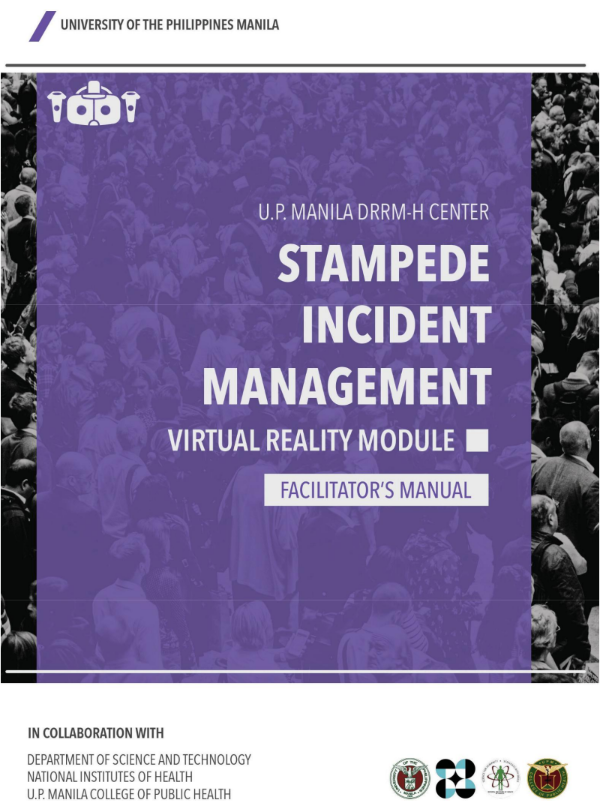 UNIVERSITY OF THE PHILIPPINES MANILA
U.P. MANILA DRRM-H CENTER
STAMPEDE
INCIDENT
MANAGEMENT
VIRTUAL REALITY MODULE
FACILITATOR'S MANUAL
IN COLLABORATION WITH
DEPARTMENT OF SCIENCE AND TECHNOLOGY
NATIONAL INSTITUTES OF HEALTH
U.P. MANILA COLLEGE OF PUBLIC HEALTH